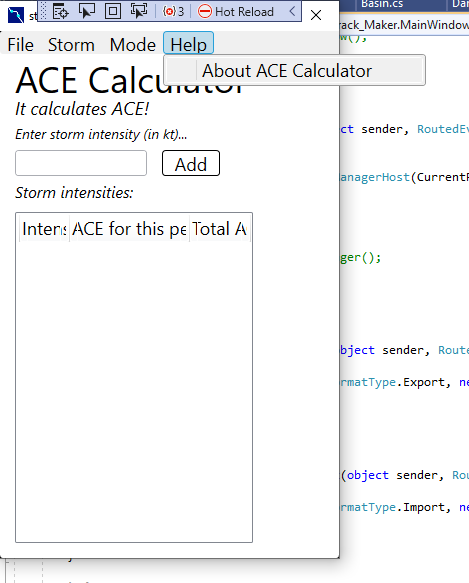 Basin.cs Dar
st 3 Hot Reload
rack_Maker.MainWindow
File Storm Mode Help
w();
About ACE Calculator
ACE Calculator
It calculates ACE!
Enter storm intensity (in kt)...
ct sender, RoutedEv
Add
anagerHost(CurrentP
Storm intensities:
Intens ACE for this pe Total A
ger();
object sender, Route
rmatType.Export, ne
(object sender, Rou
rmatType.Import, ne